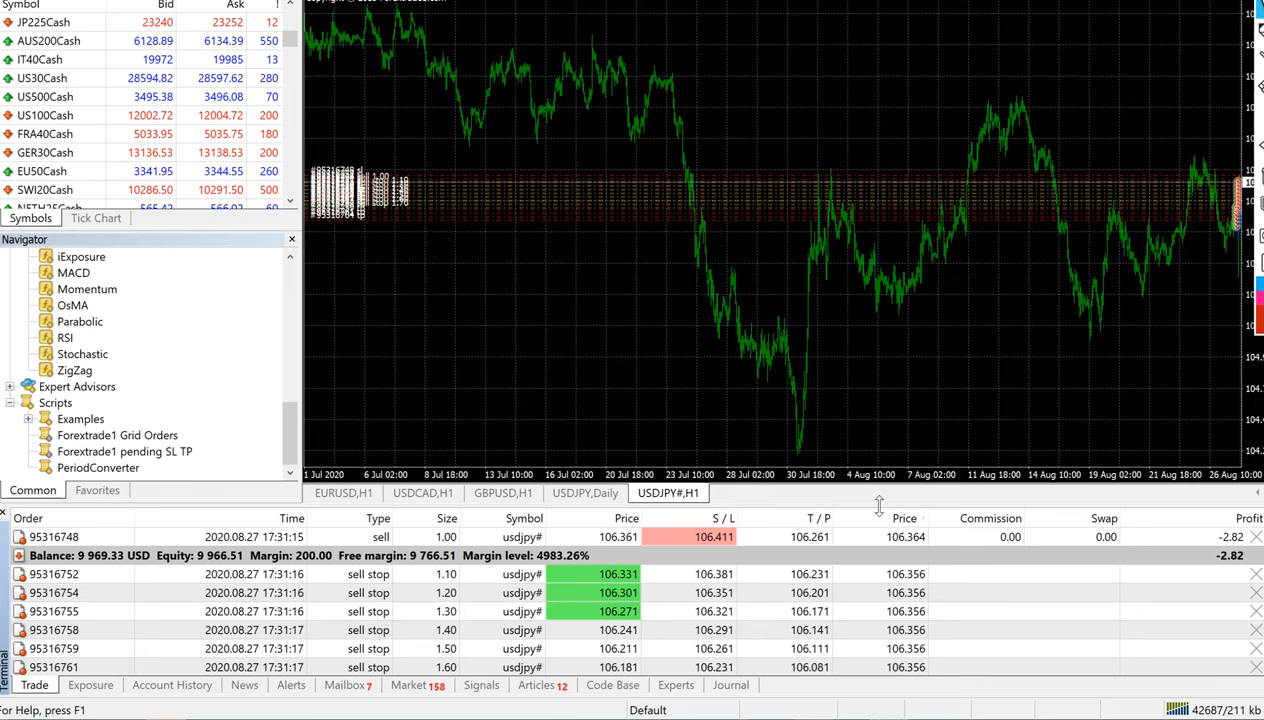 Symbol Bid Ask !
JP225Cash 23240 23252 12
AUS200Cash 6128.89 6134.39 550
IT40Cash 19972 19985 13
US30Cash 28594.82 28597.62 280
US500Cash 3495.38 3496.08 70
US100Cash 12002.72 12004.72 200
FRA40Cash 5033.95 5035.75 180
GER30Cash 13136.53 13138.53 200
EU50Cash 3341.95 3344.55 260
SWI20Cash 10286.50 10291.50 500
NETH25Cash 565.42 566.02 60
Symbols Tick Chart
Navigator
iExposure
MACD
Momentum
OsMA
Parabolic
RSI
Stochastic
ZigZag
Expert Advisors
Scripts
Examples
Forextrade1 Grid Orders
Forextrade1 pending SL TP
PeriodConverter
Common Favorites
1 Jul 2020 6 Jul 02:00 8 Jul 18:00 13 Jul 10:00 16 Jul 02:00 20 Jul 18:00 23 Jul 10:00 28 Jul 02:00 30 Jul 18:00 4 Aug 10:00 7 Aug 02:00 11 Aug 18:00 14 Aug 10:00 19 Aug 02:00 21 Aug 18:00 26 Aug 10:00
EURUSD,H1 USDCAD,H1 GBPUSD,H1 USDJPY,Daily USDJPY#,H1
Order Time Type Size Symbol Price S / L T / P Price Commission Swap Profit
95316748 2020.08.27 17:31:15 sell 1.00 usdjpy# 106.361 106.411 106.261 106.364 0.00 0.00 -2.82
Balance: 9 969.33 USD Equity: 9 966.51 Margin: 200.00 Free margin: 9 766.51 Margin level: 4983.26% -2.82
95316752 2020.08.27 17:31:16 sell stop 1.10 usdjpy# 106.331 106.381 106.231 106.356
95316754 2020.08.27 17:31:16 sell stop 1.20 usdjpy# 106.301 106.351 106.201 106.356
95316755 2020.08.27 17:31:16 sell stop 1.30 usdjpy# 106.271 106.321 106.171 106.356
95316758 2020.08.27 17:31:17 sell stop 1.40 usdjpy# 106.241 106.291 106.141 106.356
95316759 2020.08.27 17:31:17 sell stop 1.50 usdjpy# 106.211 106.261 106.111 106.356
95316761 2020.08.27 17:31:17 sell stop 1.60 usdjpy# 106.181 106.231 106.081 106.356
Terminal
Trade Exposure Account History News Alerts Mailbox 7 Market 158 Signals Articles 12 Code Base Experts Journal
For Help, press F1 Default 42687/211 kb